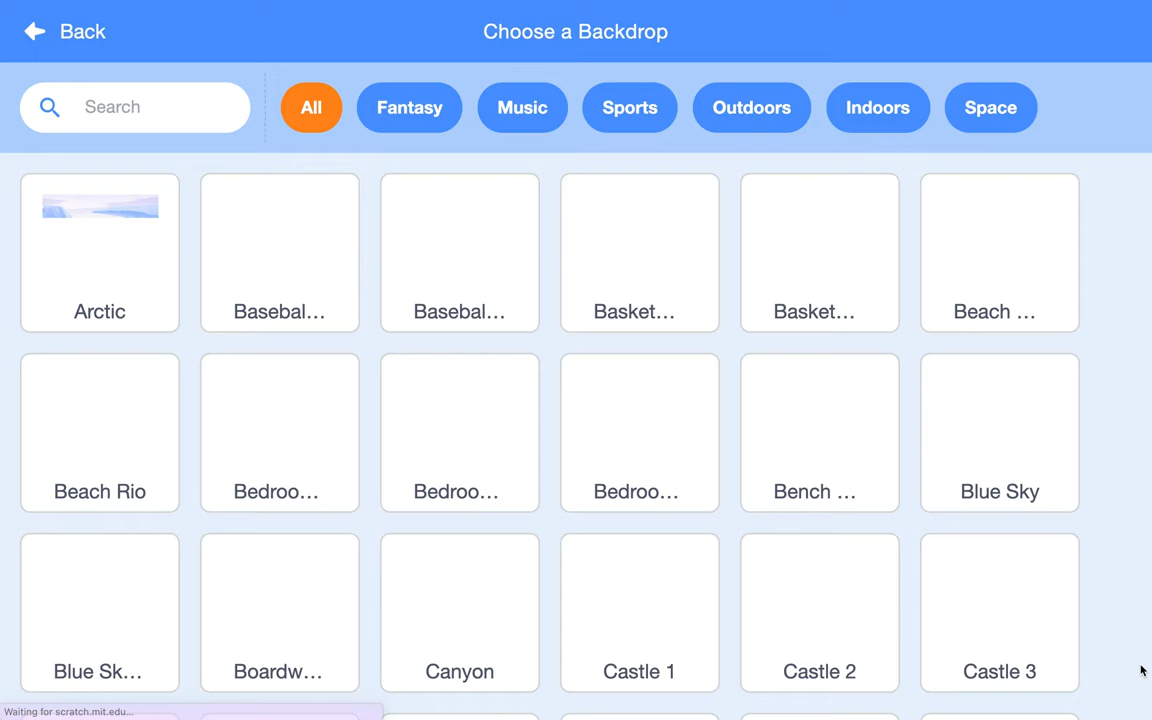 Back
Choose a Backdrop
Search
All
Fantasy
Music
Sports
Outdoors
Indoors
Space
Arctic
Basebal...
Basebal...
Basket...
Basket...
Beach ...
Beach Rio
Bedroo...
Bedroo...
Bedroo...
Bench ...
Blue Sky
Blue Sk...
Boardw...
Canyon
Castle 1
Castle 2
Castle 3
Waiting for scratch.mit.edu...